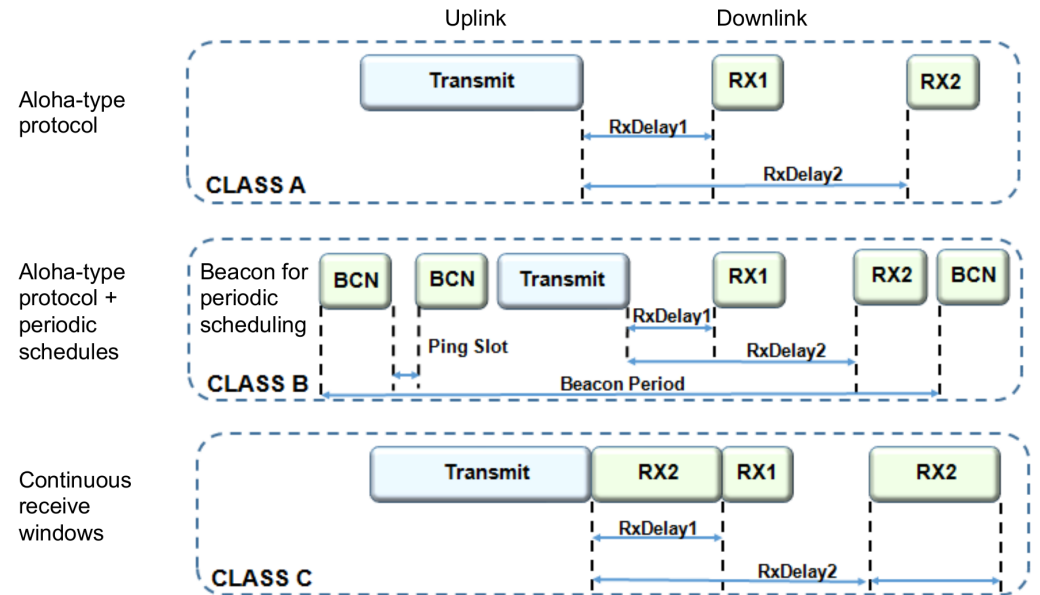 Uplink
Downlink
Aloha-type
protocol
Transmit
RX1
RX2
RxDelay1
RxDelay2
CLASS A
Aloha-type
protocol +
periodic
schedules
Beacon for
periodic
scheduling
BCN
BCN
Transmit
RX1
RX2
BCN
RxDelay1
Ping Slot
RxDelay2
Beacon Period
CLASS B
Continuous
receive
windows
Transmit
RX2
RX1
RX2
RxDelay1
RxDelay2
CLASS C